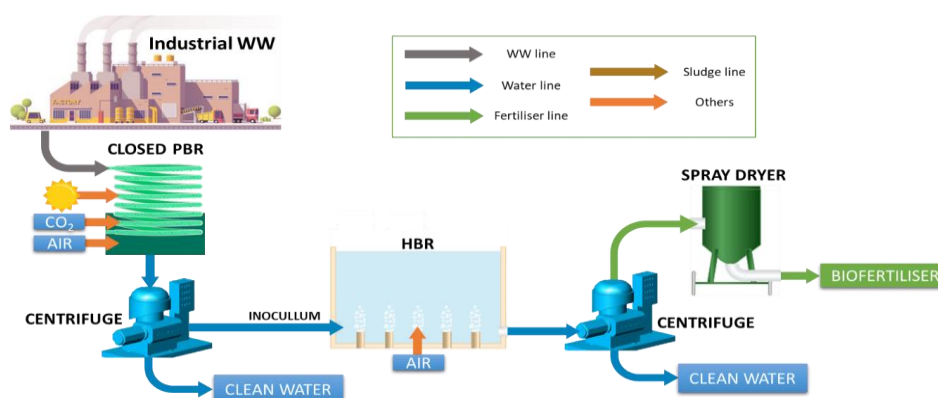 Industrial WW
FACTORY
WW line
Water line
Fertiliser line
Sludge line
Others
CLOSED PBR
CO2
AIR
CENTRIFUGE
CLEAN WATER
INOCULLUM
HBR
AIR
CENTRIFUGE
CLEAN WATER
SPRAY DRYER
BIOFERTILISER